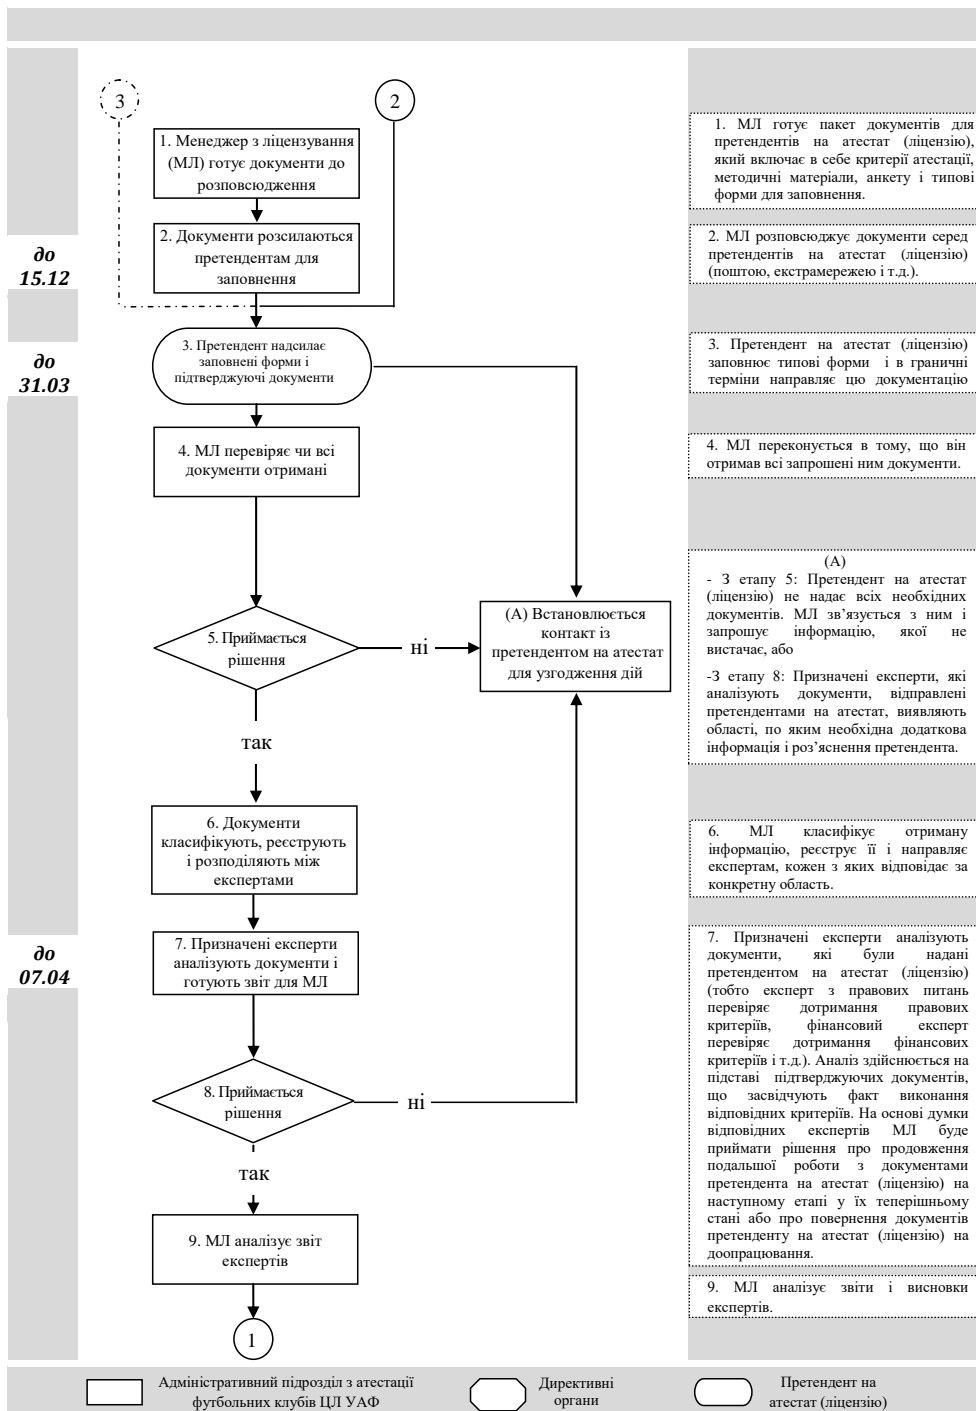 3
2
1. Менеджер з ліцензування
(МЛ) готує документи до
розповсюдження
2. Документи розсилаються
претендентам для
заповнення
до
15.12
3. Претендент надсилає
заповнені форми і
підтверджуючі документи
до
31.03
4. МЛ перевіряє чи всі
документи отримані
5. Приймається
рішення
ні
(А) Встановлюється
контакт із
претендентом на атестат
для узгодження дій
так
6. Документи
класифікують, реєструють
і розподіляють між
експертами
до
07.04
7. Призначені експерти
аналізують документи і
готують звіт для МЛ
8. Приймається
рішення
ні
так
9. МЛ аналізує звіт
експертів
1
1. МЛ готує пакет документів для
претендентів на атестат (ліцензію),
який включає в себе критерії атестації,
методичні матеріали, анкету і типові
форми для заповнення.
2. МЛ розповсюджує документи серед
претендентів на атестат (ліцензію)
(поштою, екстрамережею і т.д.).
3. Претендент на атестат (ліцензію)
заповнює типові форми і в граничні
терміни направляє цю документацію
4. МЛ переконується в тому, що він
отримав всі запрошені ним документи.
(А)
- З етапу 5: Претендент на атестат
(ліцензію) не надає всіх необхідних
документів. МЛ зв’язується з ним і
запрошує інформацію, якої не
вистачає, або
-З етапу 8: Призначені експерти, які
аналізують документи, відправлені
претендентами на атестат, виявляють
області, по яким необхідна додаткова
інформація і роз’яснення претендента.
6. МЛ класифікує отриману
інформацію, реєструє її і направляє
експертам, кожен з яких відповідає за
конкретну область.
7. Призначені експерти аналізують
документи, які були надані
претендентом на атестат (ліцензію)
(тобто експерт з правових питань
перевіряє дотримання правових
критеріїв, фінансовий експерт
перевіряє дотримання фінансових
критеріїв і т.д.). Аналіз здійснюється на
підставі підтверджуючих документів,
що засвідчують факт виконання
відповідних критеріїв. На основі думки
відповідних експертів МЛ буде
приймати рішення про продовження
подальшої роботи з документами
претендента на атестат (ліцензію) на
наступному етапі у їх теперішньому
стані або про повернення документів
претенденту на атестат (ліцензію) на
доопрацювання.
9. МЛ аналізує звіти і висновки
експертів.
Адміністративний підрозділ з атестації
футбольних клубів ЦЛ УАФ
Директивні
органи
Претендент на
атестат (ліцензію)